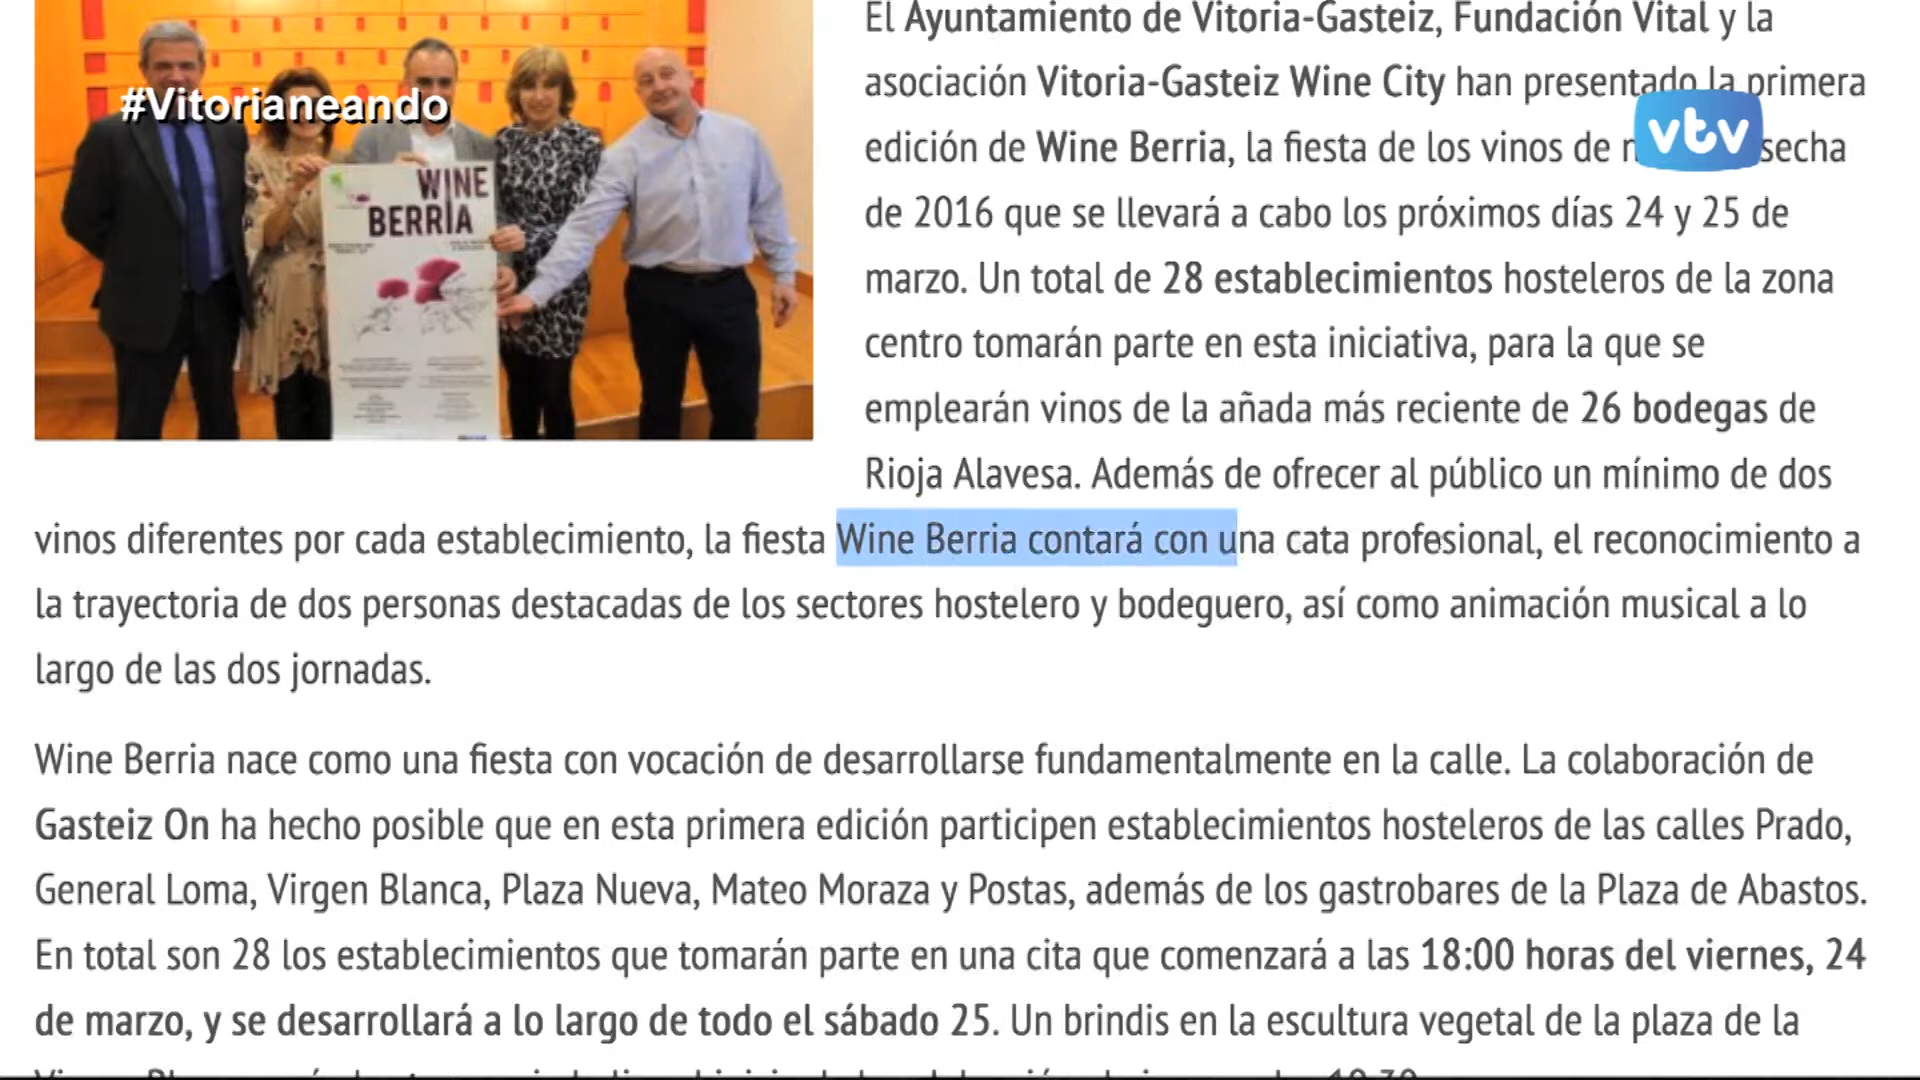 #Vitorianeando
WINE
BERRIA
vtv
El Ayuntamiento de Vitoria-Gasteiz, Fundación Vital y la
asociación Vitoria-Gasteiz Wine City han presentado la primera
edición de Wine Berria, la fiesta de los vinos de
de 2016 que se llevará a cabo los próximos días 24 y 25 de
marzo. Un total de 28 establecimientos hosteleros de la zona
centro tomarán parte en esta iniciativa, para la que se
emplearán vinos de la añada más reciente de 26 bodegas de
Rioja Alavesa. Además de ofrecer al público un mínimo de dos
vinos diferentes por cada establecimiento, la fiesta Wine Berria contará con una cata profesional, el reconocimiento a
la trayectoria de dos personas destacadas de los sectores hostelero y bodeguero, así como animación musical a lo
largo de las dos jornadas.
Wine Berria nace como una fiesta con vocación de desarrollarse fundamentalmente en la calle. La colaboración de
Gasteiz On ha hecho posible que en esta primera edición participen establecimientos hosteleros de las calles Prado,
General Loma, Virgen Blanca, Plaza Nueva, Mateo Moraza y Postas, además de los gastrobares de la Plaza de Abastos.
En total son 28 los establecimientos que tomarán parte en una cita que comenzará a las 18:00 horas del viernes, 24
de marzo, y se desarrollará a lo largo de todo el sábado 25. Un brindis en la escultura vegetal de la plaza de la